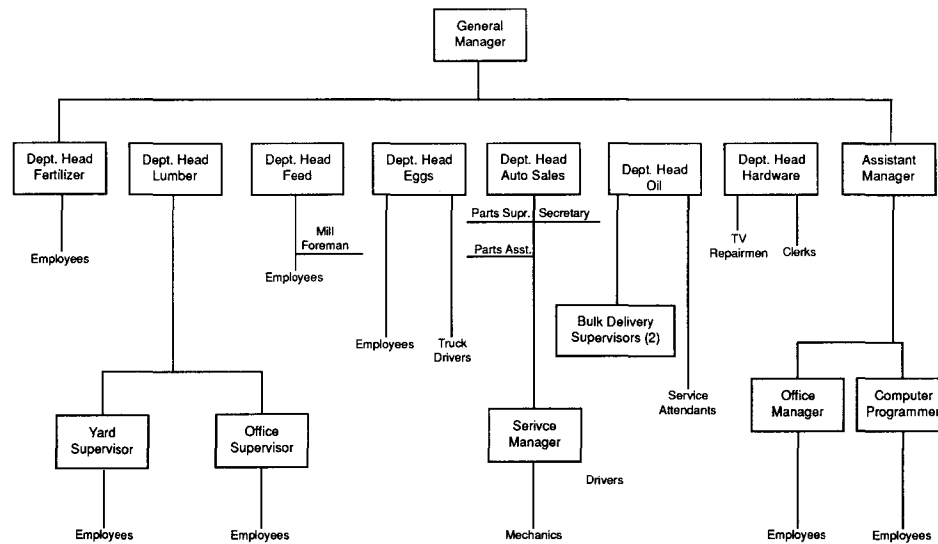 General
Manager
Dept. Head
Fertilizer
Dept. Head
Lumber
Dept. Head
Feed
Dept. Head
Eggs
Dept. Head
Auto Sales
Dept. Head
Oil
Dept. Head
Hardware
Assistant
Manager
Parts Supr.
Secretary
Mill
Foreman
Parts Asst.
TV
Repairmen
Clerks
Employees
Employees
Bulk Delivery
Supervisors (2)
Employees
Truck
Drivers
Service
Attendants
Office
Manager
Computer
Programmer
Yard
Supervisor
Office
Supervisor
Serivce
Manager
Drivers
Employees
Employees
Mechanics
Employees
Employees